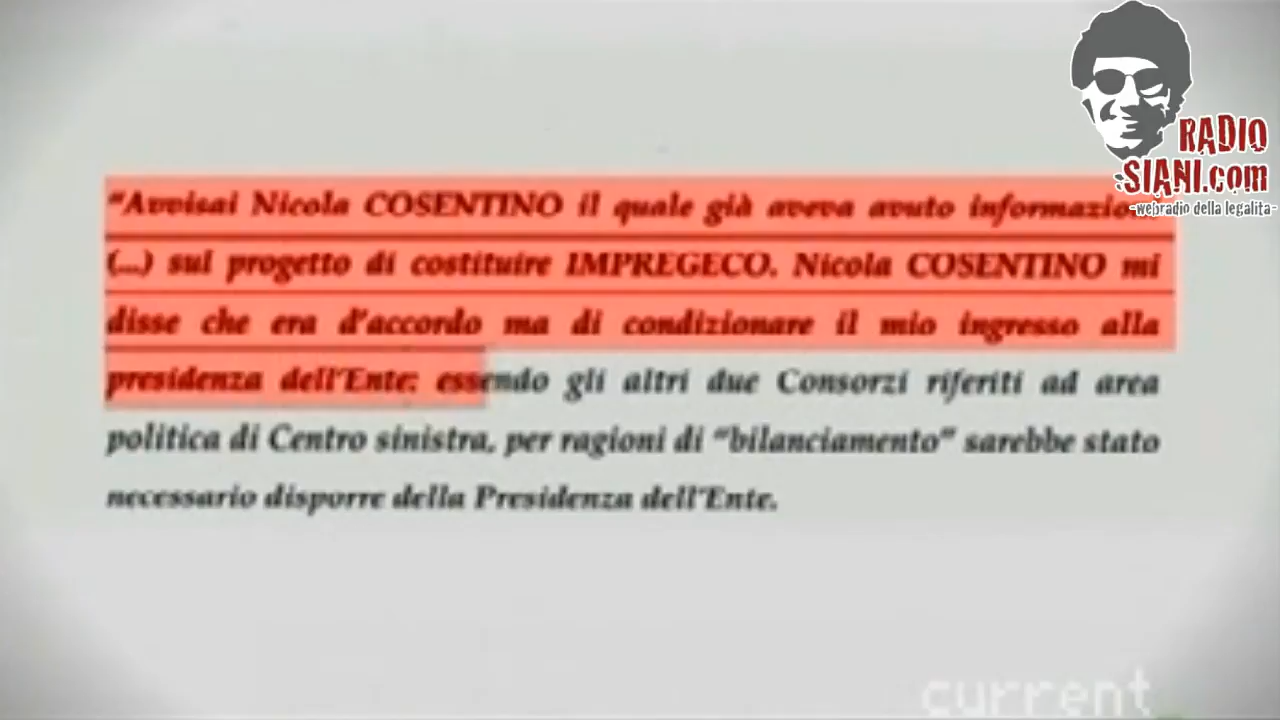 RADIO
SIANI.com
-webradio della legalita-
“Avvisai Nicola COSENTINO il quale già aveva avuto
(...) sul progetto di costituire IMPREGECO. Nicola COSENTINO mi
disse che era d’accordo ma di condizionare il mio ingresso alla
presidenza dell’Ente: essendo gli altri due Consorzi riferiti ad area
politica di Centro sinistra, per ragioni di “bilanciamento” sarebbe stato
necessario disporre della Presidenza dell’Ente.
current